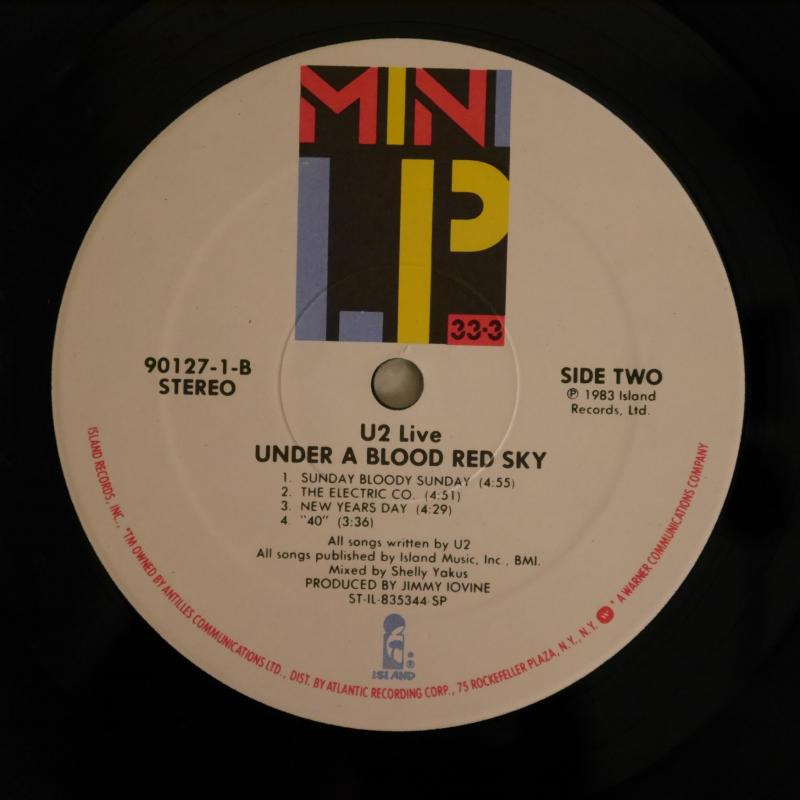 MINI
LP
33·3
90127-1-B
STEREO
SIDE TWO
℗ 1983 Island
Records, Ltd.
U2 Live
UNDER A BLOOD RED SKY
1. SUNDAY BLOODY SUNDAY (4:55)
2. THE ELECTRIC CO. (4:51)
3. NEW YEARS DAY (4:29)
4. "40" (3:36)
All songs written by U2
All songs published by Island Music, Inc., BMI.
Mixed by Shelly Yakus
PRODUCED BY JIMMY IOVINE
ST-IL-835344-SP
ISLAND
ISLAND RECORDS, INC., *TM OWNED BY ANTILLES COMMUNICATIONS LTD., DIST. BY ATLANTIC RECORDING CORP., 75 ROCKEFELLER PLAZA, N.Y., N.Y. * A WARNER COMMUNICATIONS COMPANY